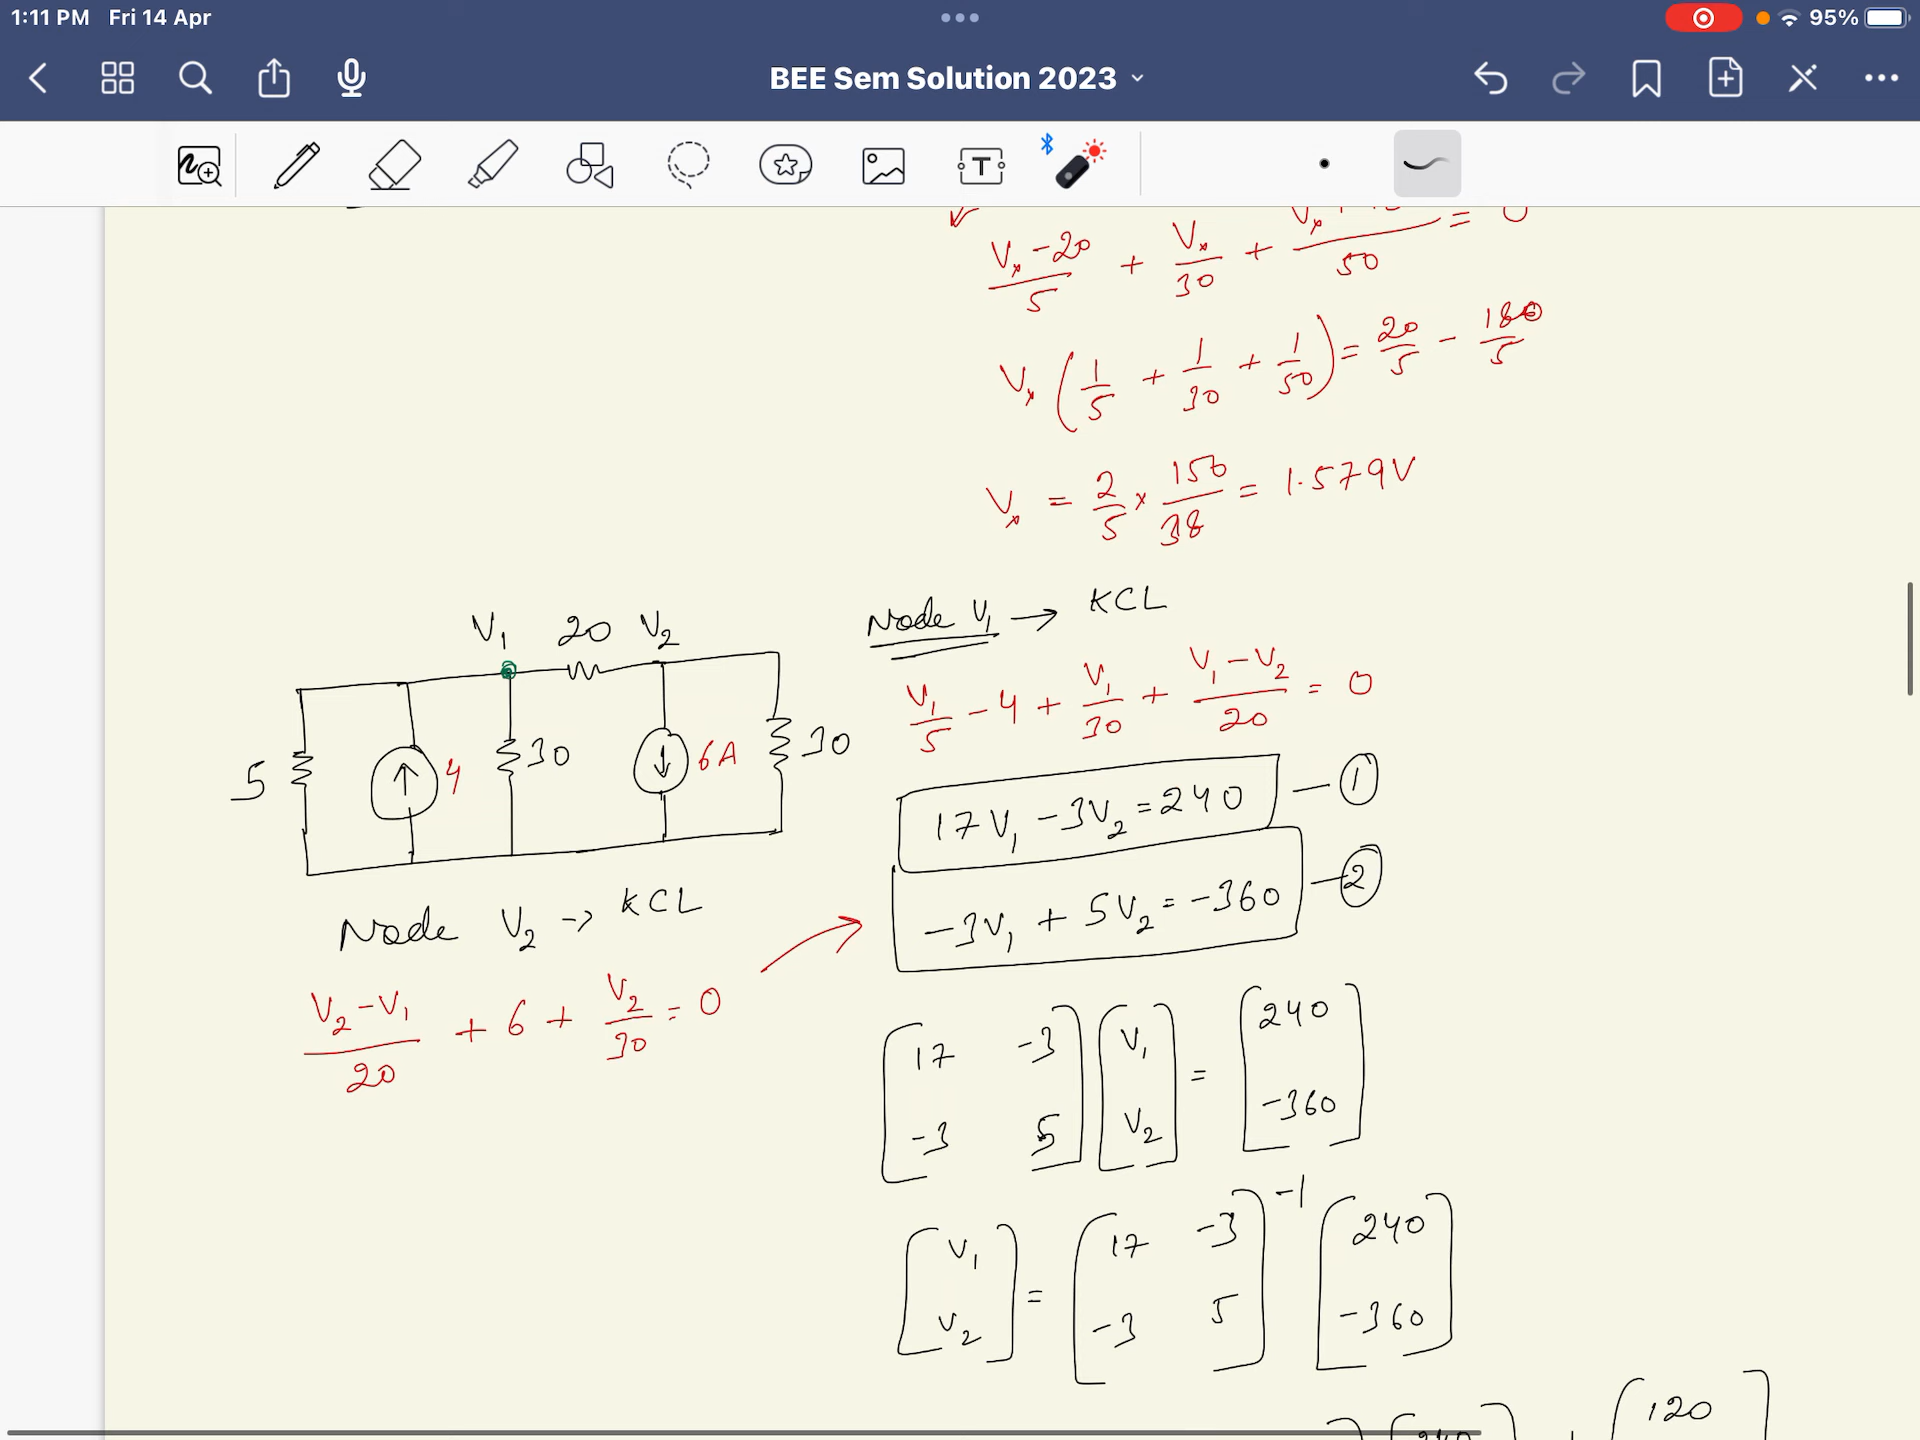 1:11 PM Fri 14 Apr
95%
BEE Sem Solution 2023
T
(Vx - 20)/5 + Vx/30 + /50 = 0
Vx (1/5 + 1/30 + 1/50) = 20/5 - 180/5
Vx = 2/5 × 150/38 = 1.579V
V1 20 V2
5
4
30
6A
30
Node V1 → KCL
V1/5 - 4 + V1/30 + (V1 - V2)/20 = 0
17V1 - 3V2 = 240 — 1
-3V1 + 5V2 = -360 — 2
Node V2 → KCL
(V2 - V1)/20 + 6 + V2/30 = 0
[17 -3; -3 5] [V1; V2] = [240; -360]
[V1; V2] = [17 -3; -3 5]^-1 [240; -360]
120